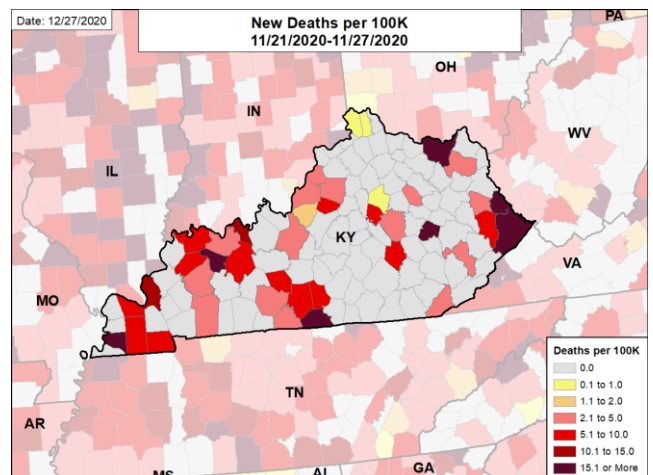 Date: 12/27/2020
New Deaths per 100K
11/21/2020-11/27/2020
PA
OH
IN
WV
IL
KY
VA
MO
TN
AR
MS
AL
GA
Deaths per 100K
0.0
0.1 to 1.0
1.1 to 2.0
2.1 to 5.0
5.1 to 10.0
10.1 to 15.0
15.1 or More